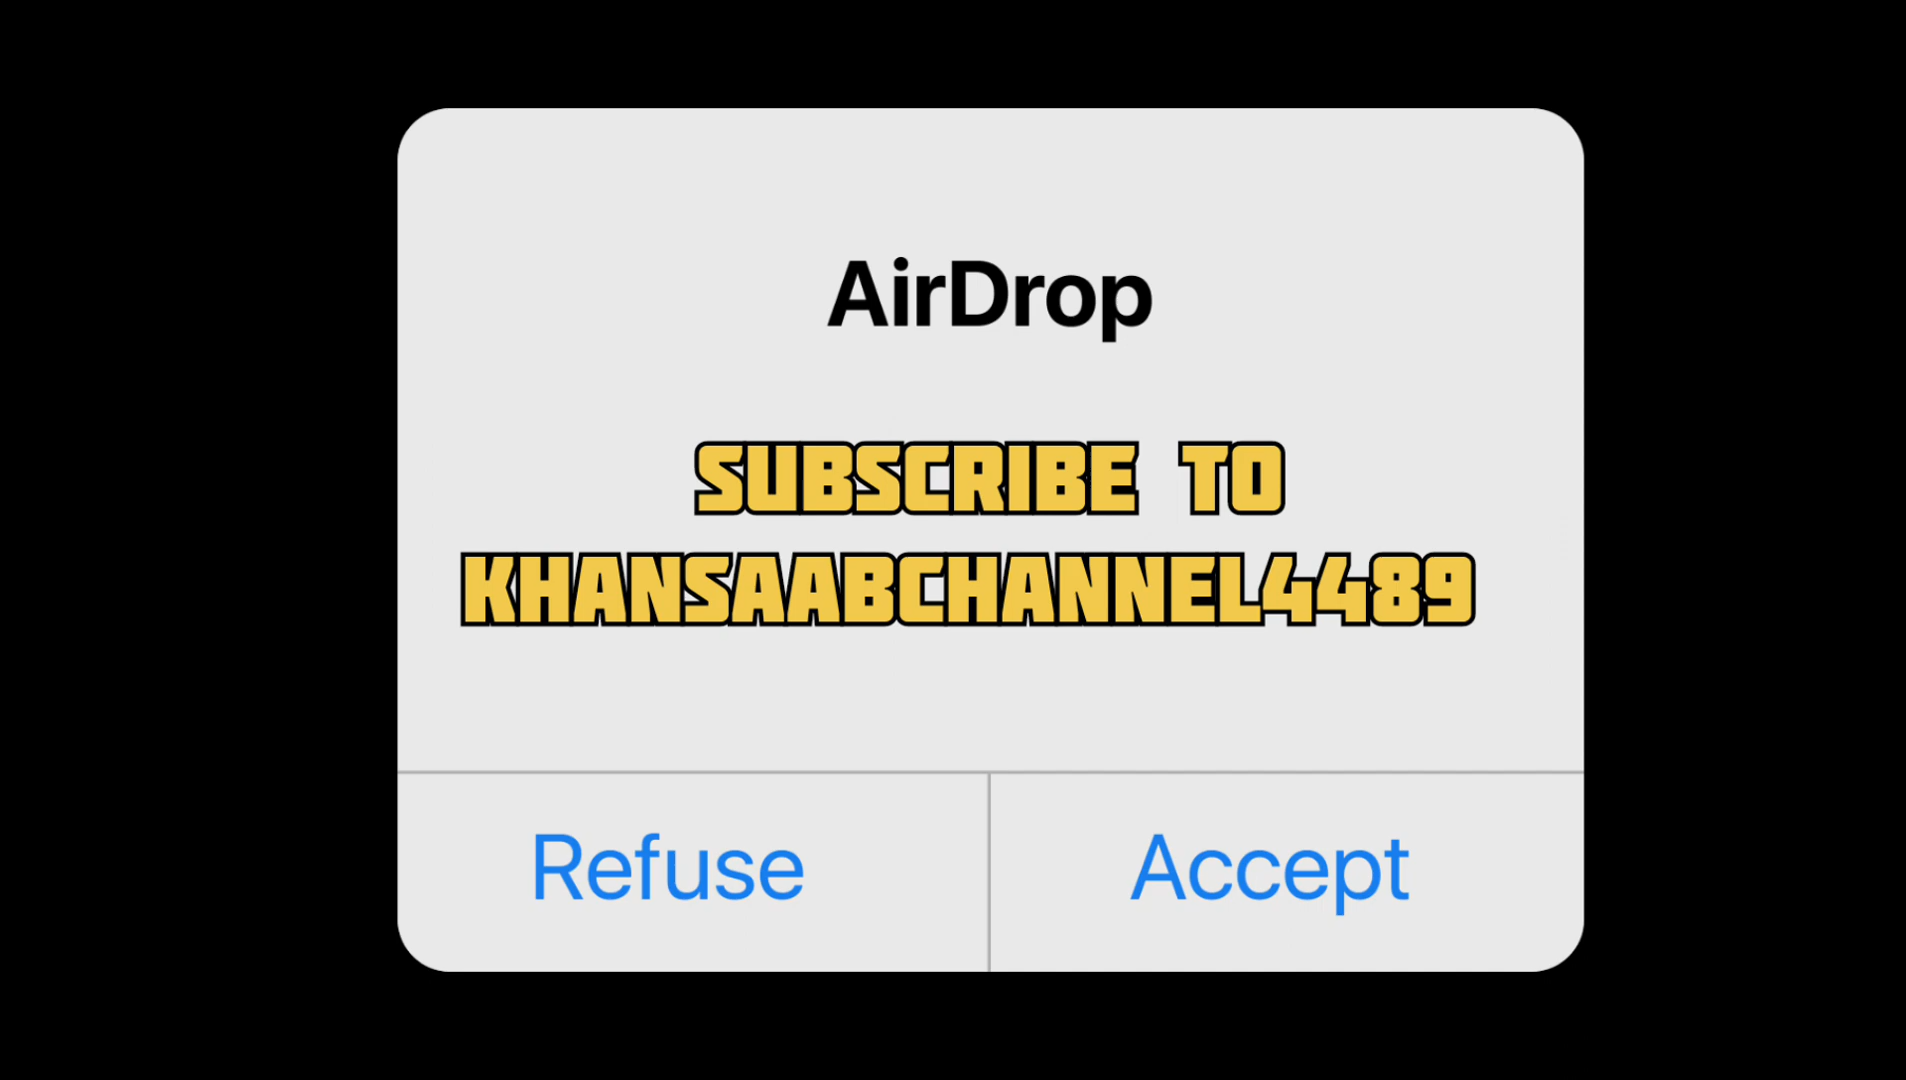 AirDrop
SUBSCRIBE TO
KHANSAABCHANNEL4489
Refuse
Accept